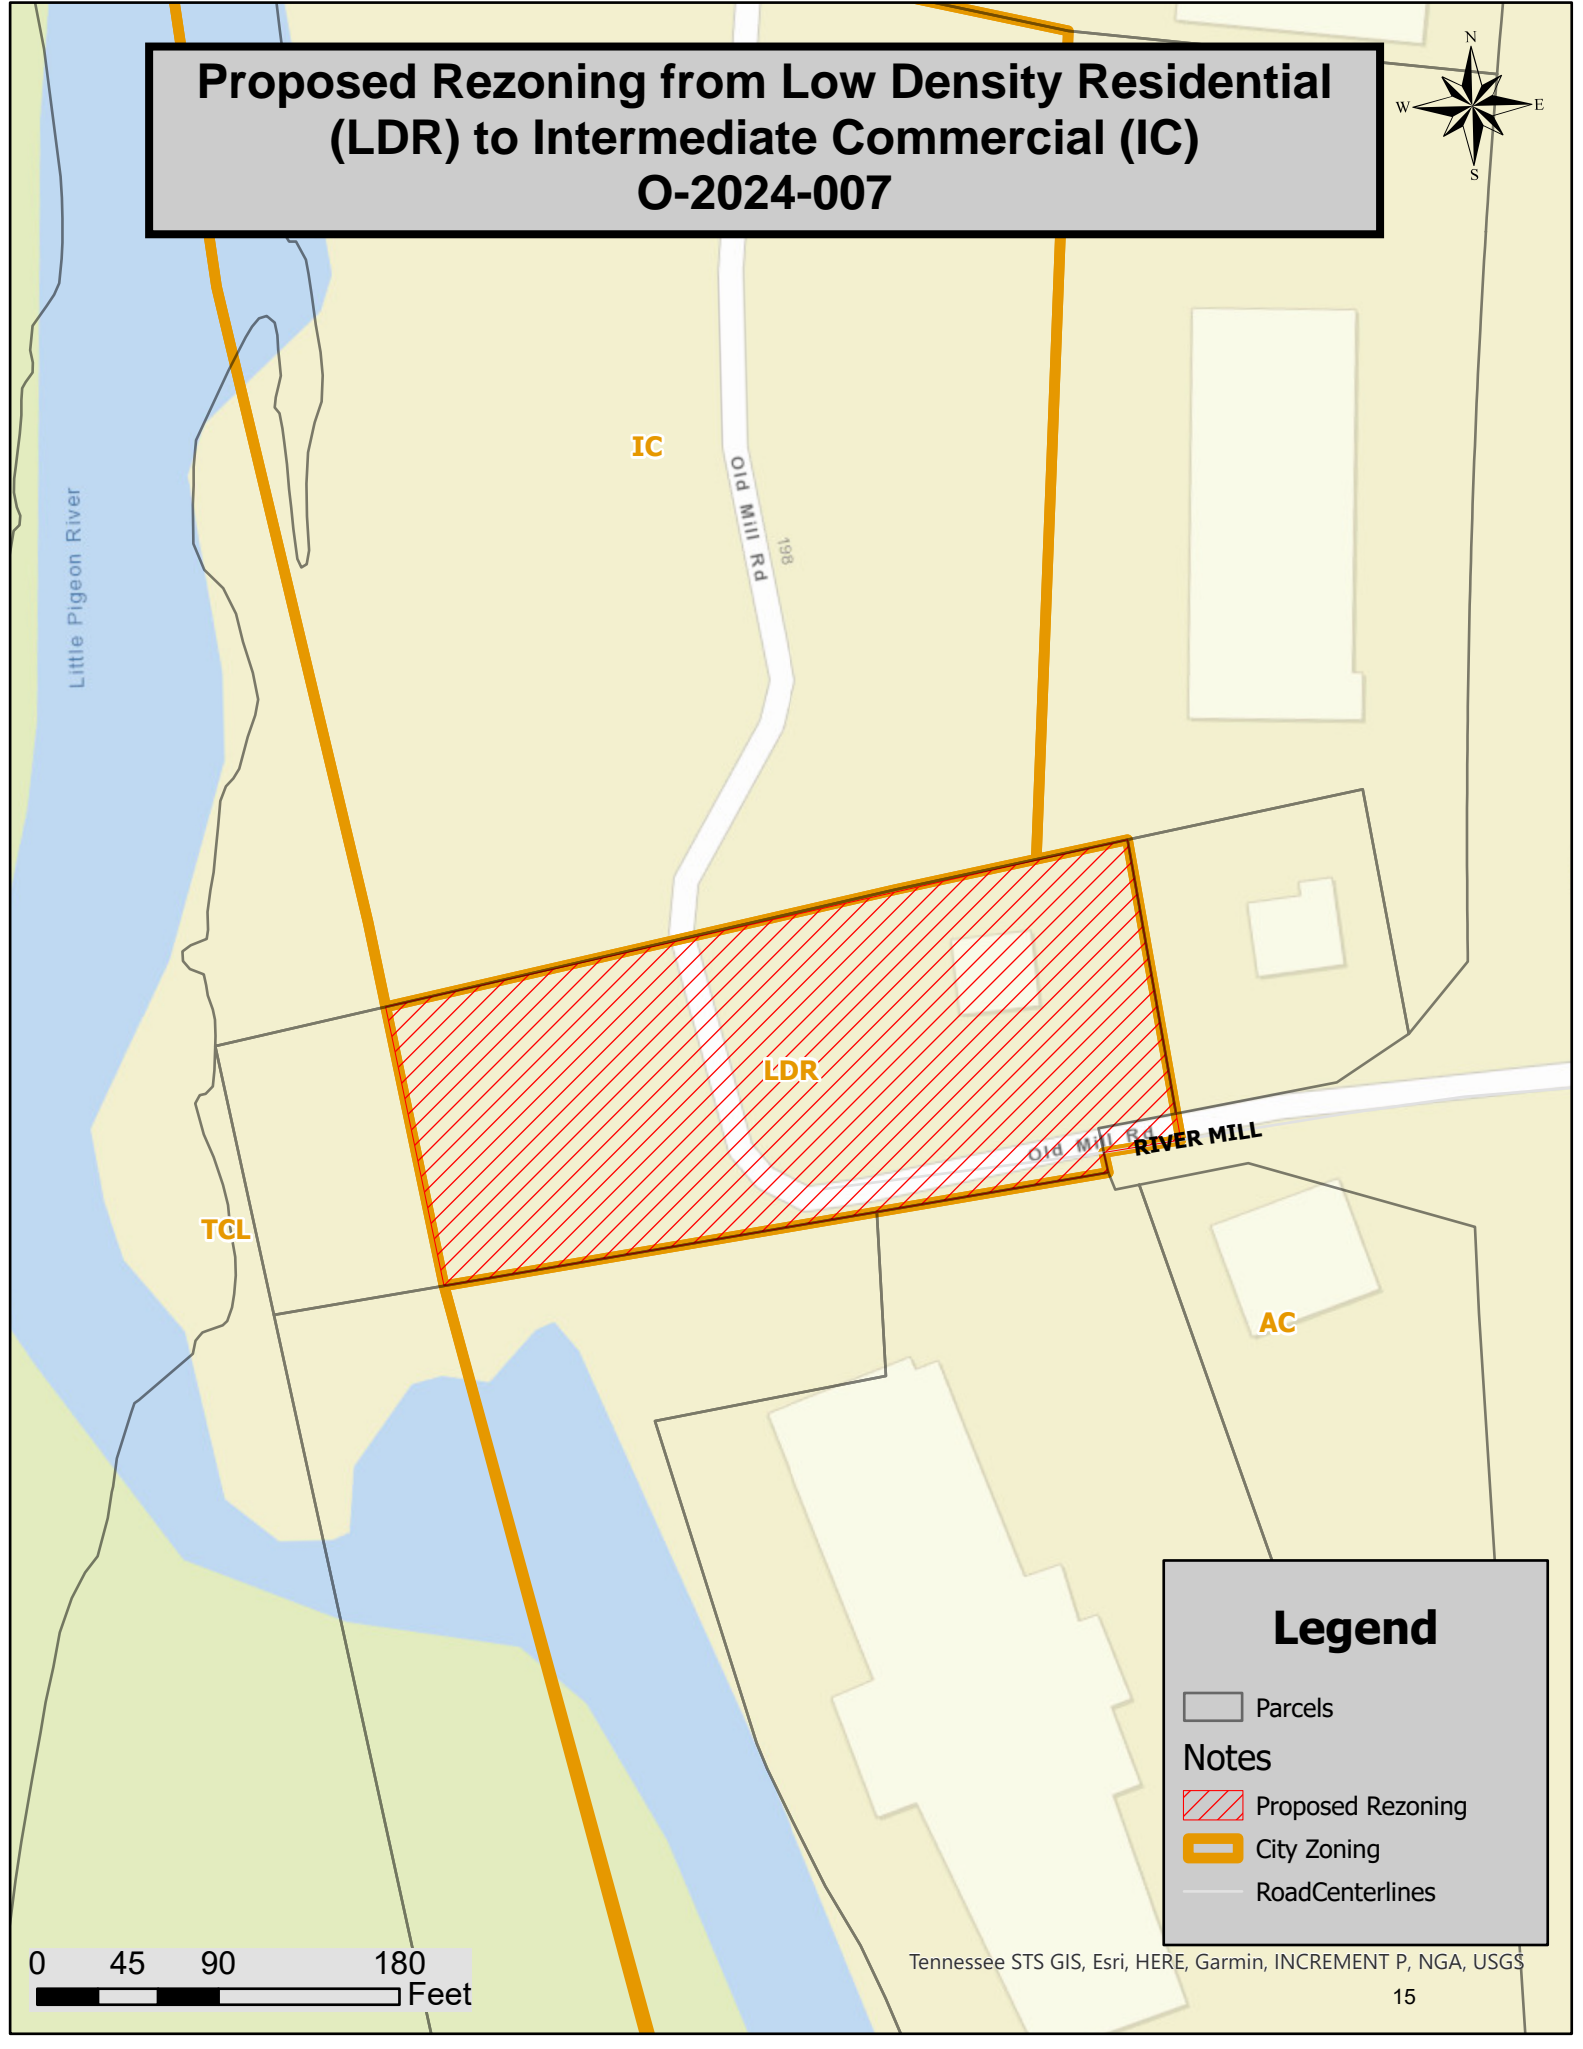 Proposed Rezoning from Low Density Residential
(LDR) to Intermediate Commercial (IC)
O-2024-007
N
W
E
S
IC
Old Mill Rd
198
Little Pigeon River
LDR
Old Mill Rd
RIVER MILL
TCL
AC
Legend
Parcels
Notes
Proposed Rezoning
City Zoning
RoadCenterlines
0 45 90 180
Feet
Tennessee STS GIS, Esri, HERE, Garmin, INCREMENT P, NGA, USGS
15